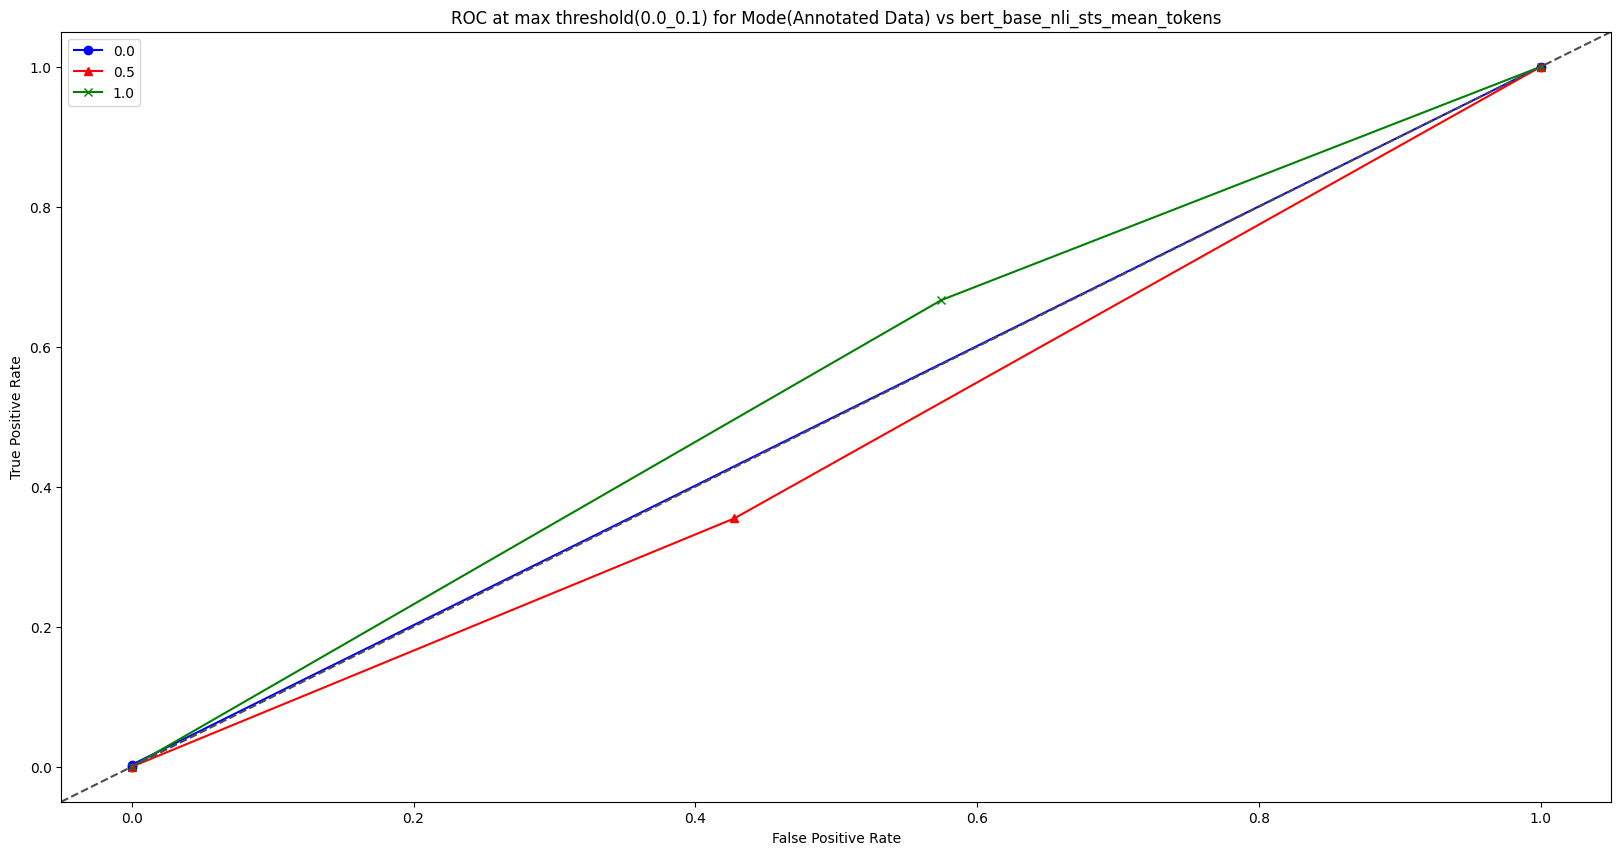 ROC at max threshold(0.0_0.1) for Mode(Annotated Data) vs bert_base_nli_sts_mean_tokens
0.0
0.5
1.0
True Positive Rate
1.0
0.8
0.6
0.4
0.2
0.0
0.0 0.2 0.4 0.6 0.8 1.0
False Positive Rate